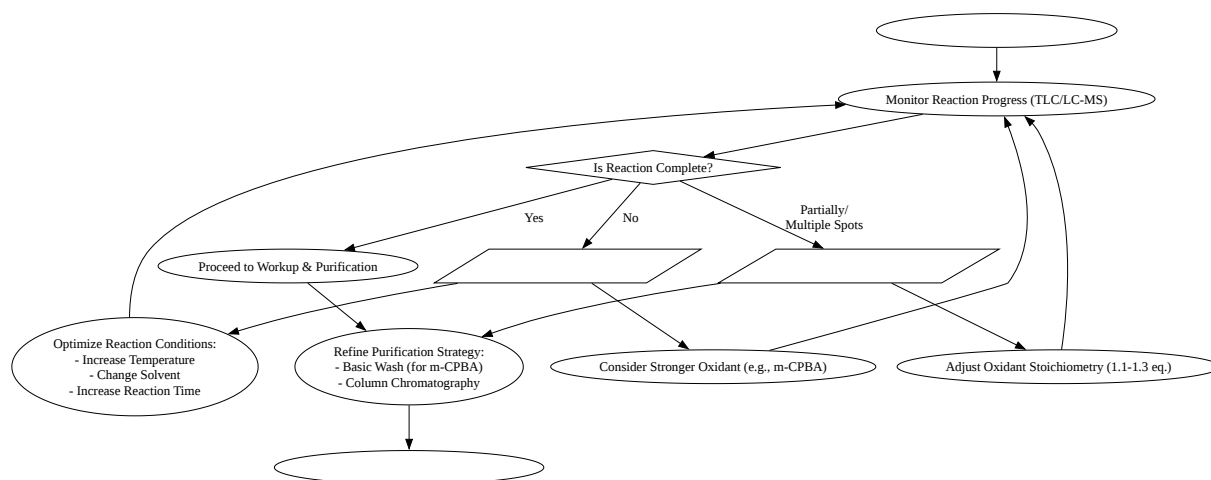 Monitor Reaction Progress (TLC/LC-MS)
Is Reaction Complete?
Yes
No
Partially/
Multiple Spots
Proceed to Workup & Purification
Optimize Reaction Conditions:
- Increase Temperature
- Change Solvent
- Increase Reaction Time
Refine Purification Strategy:
- Basic Wash (for m-CPBA)
- Column Chromatography
Consider Stronger Oxidant (e.g., m-CPBA)
Adjust Oxidant Stoichiometry (1.1-1.3 eq.)